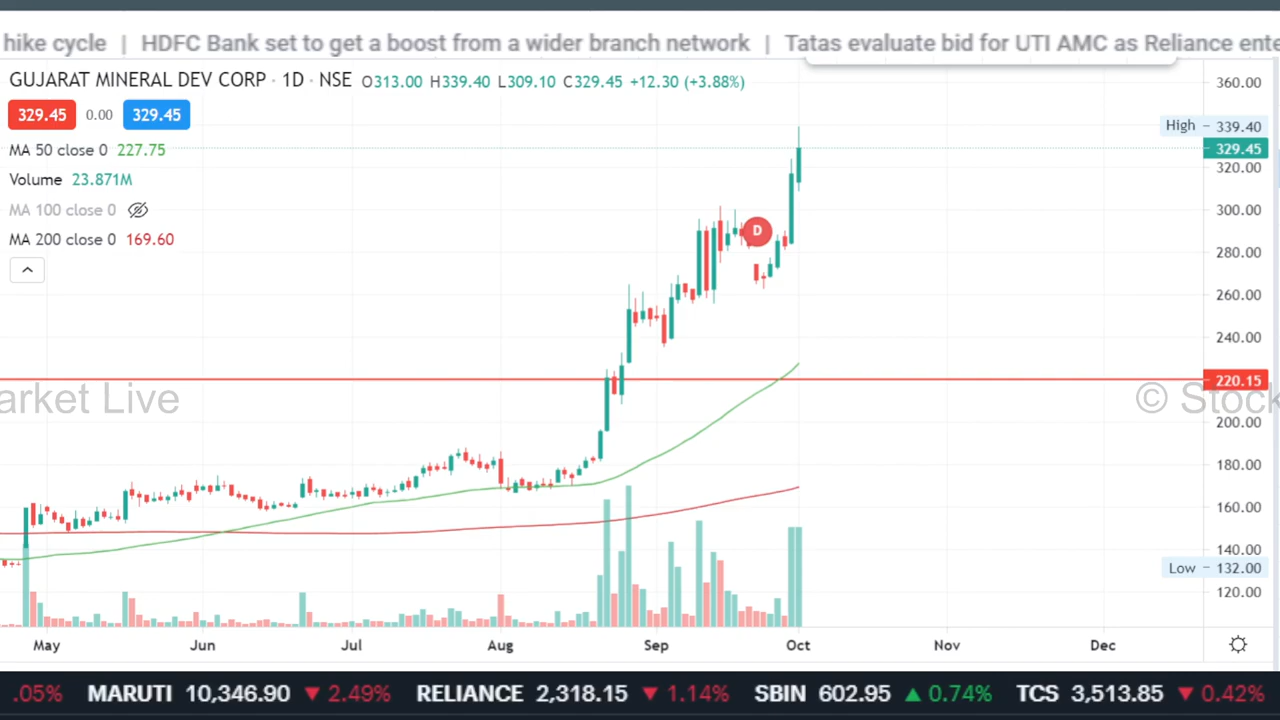 hike cycle | HDFC Bank set to get a boost from a wider branch network | Tatas evaluate bid for UTI AMC as Reliance ente
GUJARAT MINERAL DEV CORP · 1D · NSE O313.00 H339.40 L309.10 C329.45 +12.30 (+3.88%)
329.45 0.00 329.45
MA 50 close 0 227.75
Volume 23.871M
MA 100 close 0
MA 200 close 0 169.60
D
360.00
High 339.40
329.45
320.00
300.00
280.00
260.00
240.00
220.15
200.00
180.00
160.00
140.00
Low 132.00
120.00
arket Live
© Stock
May Jun Jul Aug Sep Oct Nov Dec
.05% MARUTI 10,346.90 ▼ 2.49% RELIANCE 2,318.15 ▼ 1.14% SBIN 602.95 ▲ 0.74% TCS 3,513.85 ▼ 0.42%